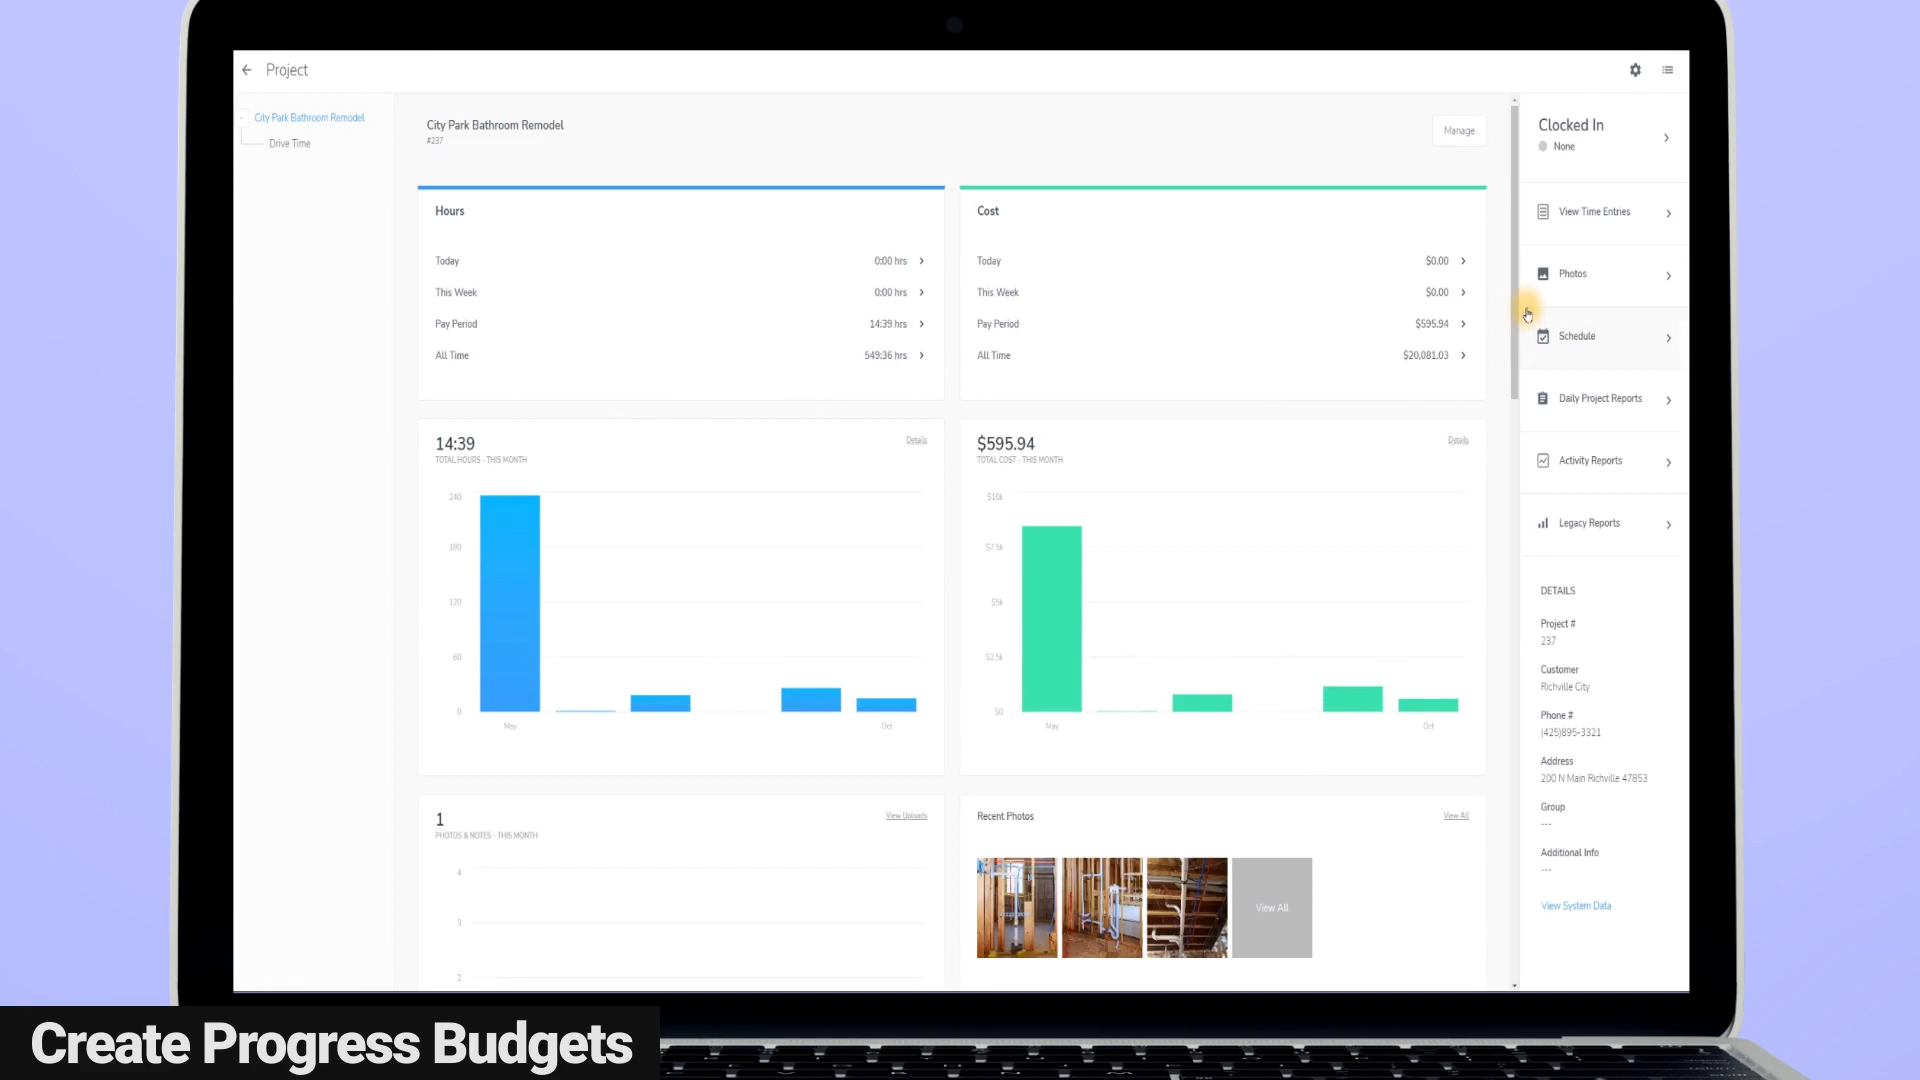 Project
City Park Bathroom Remodel
Drive Time
City Park Bathroom Remodel
#237
Manage
Hours
Today 0:00 hrs
This Week 0:00 hrs
Pay Period 14:39 hrs
All Time 549:36 hrs
Cost
Today $0.00
This Week $0.00
Pay Period $595.94
All Time $20,081.03
14:39
Details
TOTAL HOURS - THIS MONTH
240
180
120
60
0
May Oct
$595.94
Details
TOTAL COST - THIS MONTH
$10k
$7.5k
$5k
$2.5k
$0
May Oct
1
View Uploads
PHOTOS & NOTES - THIS MONTH
4
3
2
Recent Photos
View All
View All
Clocked In
None
View Time Entries
Photos
Schedule
Daily Project Reports
Activity Reports
Legacy Reports
DETAILS
Project #
237
Customer
Richville City
Phone #
(425)895-3321
Address
200 N Main Richville 47853
Group
---
Additional Info
---
View System Data
Create Progress Budgets